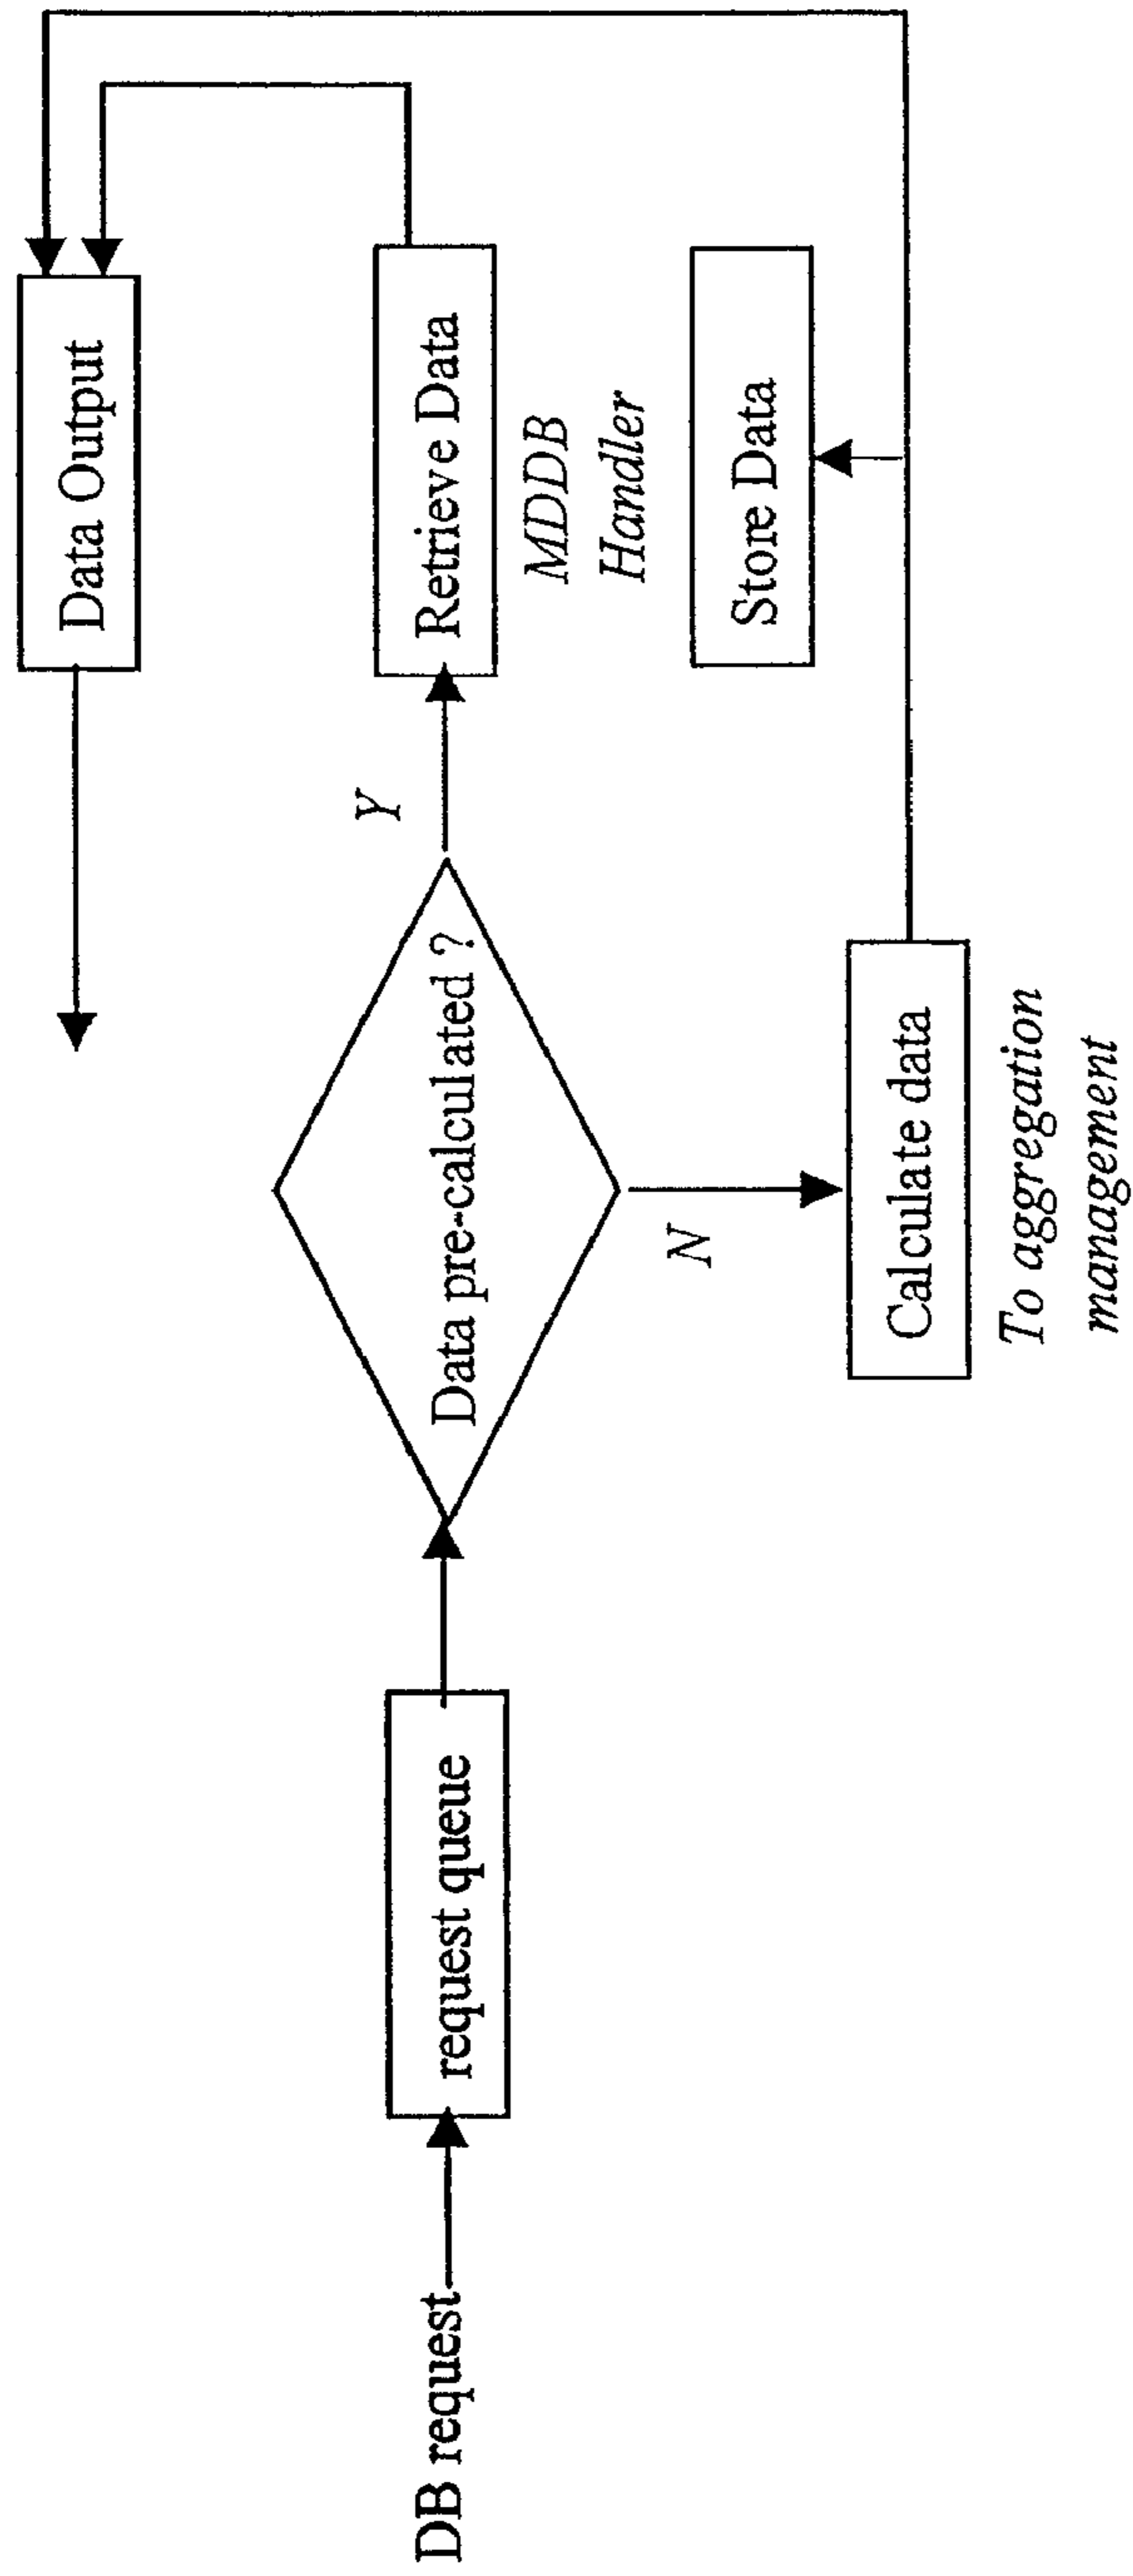 DB request
request queue
Data pre-calculated ?
Y
N
Data Output
Retrieve Data
MDDB
Handler
Store Data
Calculate data
To aggregation
management